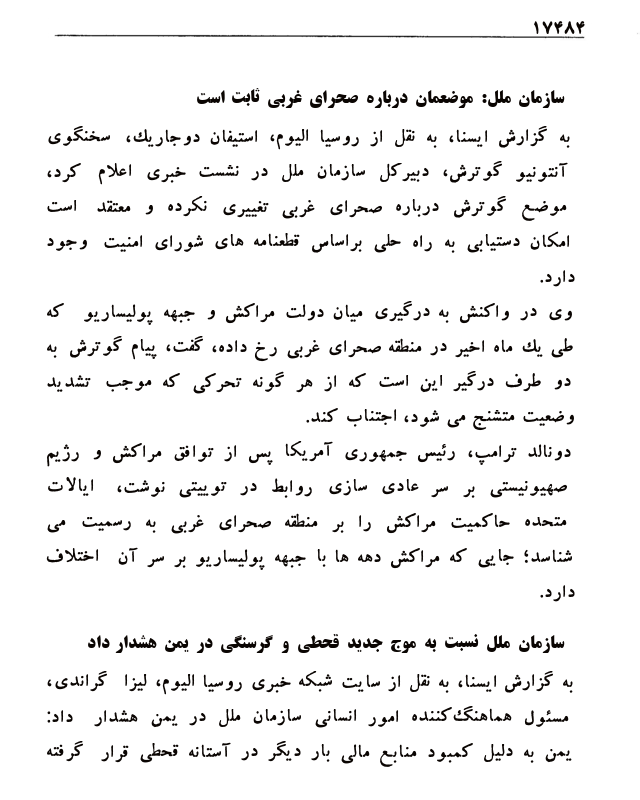 ۱۷۴۸۴
سازمان ملل: موضعمان درباره صحرای غربی ثابت است
به گزارش ایسنا، به نقل از روسیا الیوم، استیفان دوجاریك، سخنگوی
آنتونیو گوترش، دبیرکل سازمان ملل در نشست خبری اعلام کرد،
موضع گوترش درباره صحرای غربی تغییری نکرده و معتقد است
امکان دستیابی به راه حلی براساس قطعنامه های شورای امنیت وجود
دارد.
وی در واکنش به درگیری میان دولت مراکش و جبهه پولیساریو که
طی یك ماه اخیر در منطقه صحرای غربی رخ داده، گفت، پیام گوترش به
دو طرف درگیر این است که از هر گونه تحرکی که موجب تشدید
وضعیت متشنج می شود، اجتناب کند.
دونالد ترامپ، رئیس جمهوری آمریکا پس از توافق مراکش و رژیم
صهیونیستی بر سر عادی سازی روابط در توییتی نوشت، ایالات
متحده حاکمیت مراکش را بر منطقه صحرای غربی به رسمیت می
شناسد؛ جایی که مراکش دهه ها با جبهه پولیساریو بر سر آن اختلاف
دارد.
سازمان ملل نسبت به موج جدید قحطی و گرسنگی در یمن هشدار داد
به گزارش ایسنا، به نقل از سایت شبکه خبری روسیا الیوم، لیزا گراندی،
مسئول هماهنگ‌کننده امور انسانی سازمان ملل در یمن هشدار داد:
یمن به دلیل کمبود منابع مالی بار دیگر در آستانه قحطی قرار گرفته